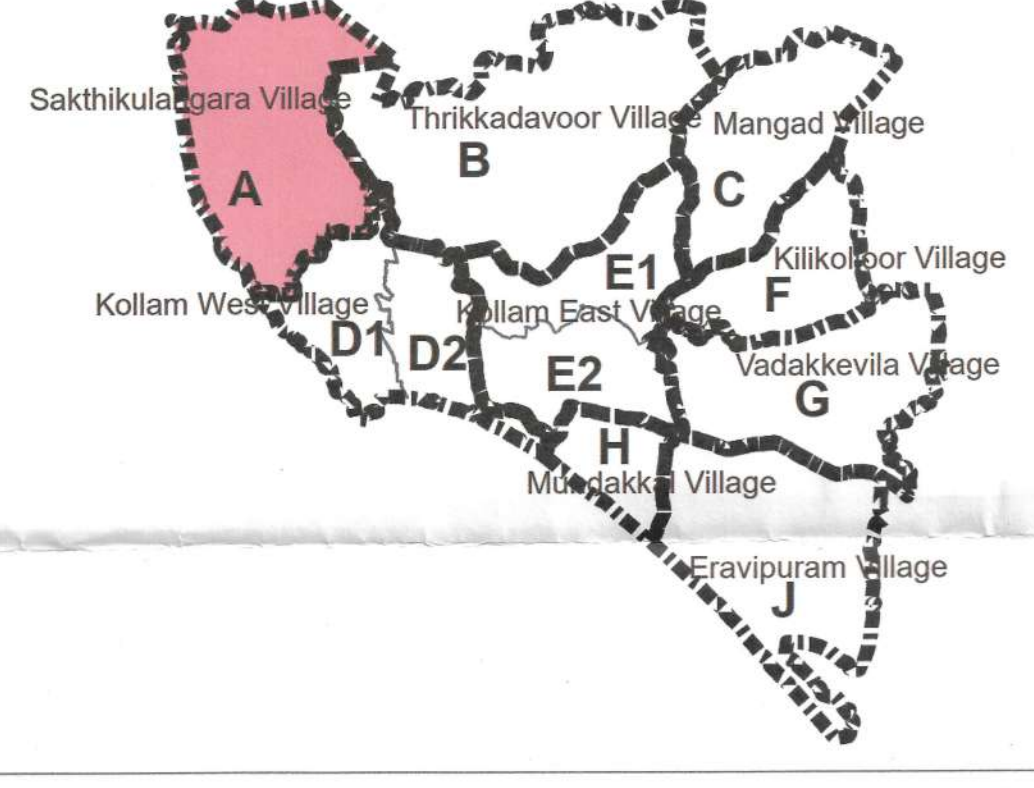 Sakthikulangara Village
Thrikkadavoor Village
Mangad Village
B
A
C
Kilikolloor Village
E1
F
Kollam West Village
Kollam East Village
D1
D2
Vadakkevila Village
E2
G
H
Mundakkal Village
Eravipuram Village
J